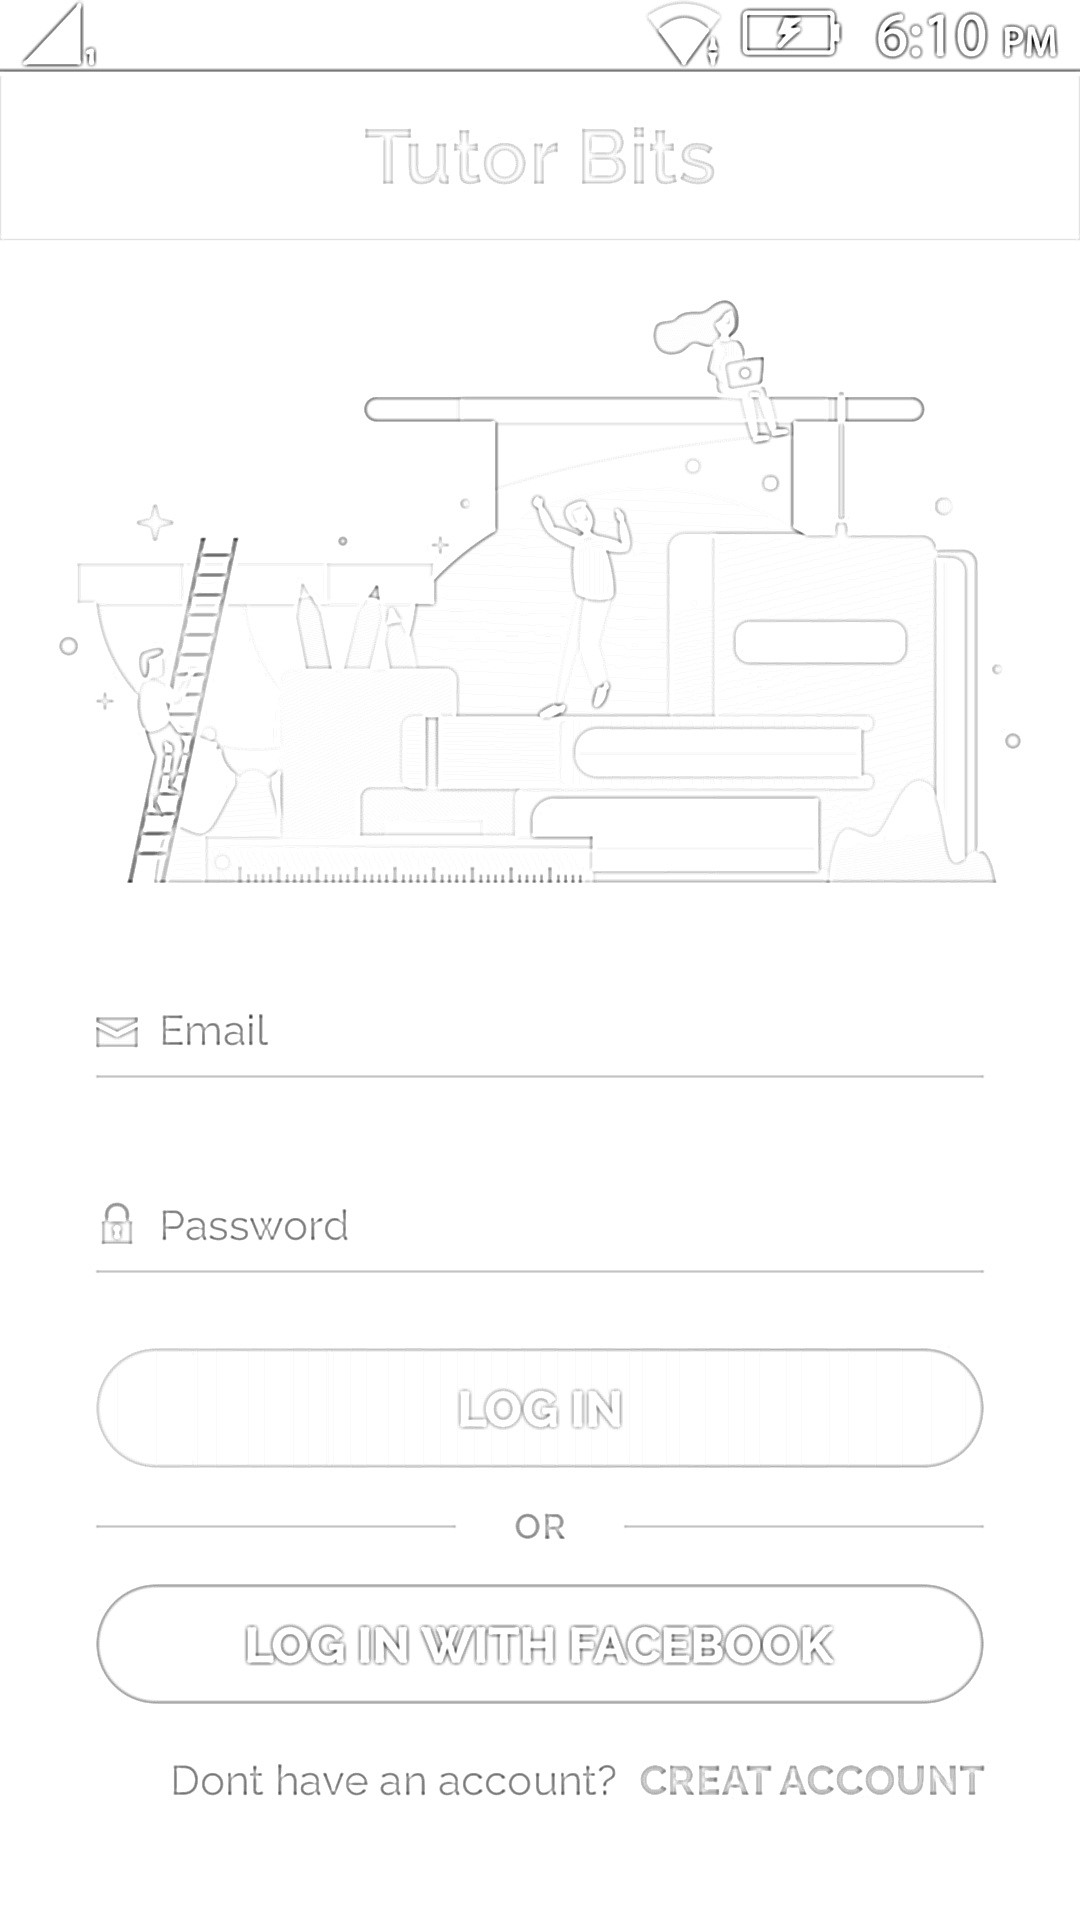 1 6:10 PM
Tutor Bits
Email
Password
LOG IN
OR
LOG IN WITH FACEBOOK
Dont have an account? CREAT ACCOUNT